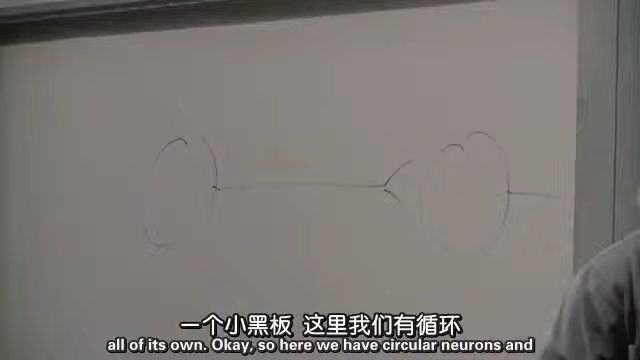 一个小黑板 这里我们有循环
all of its own. Okay, so here we have circular neurons and